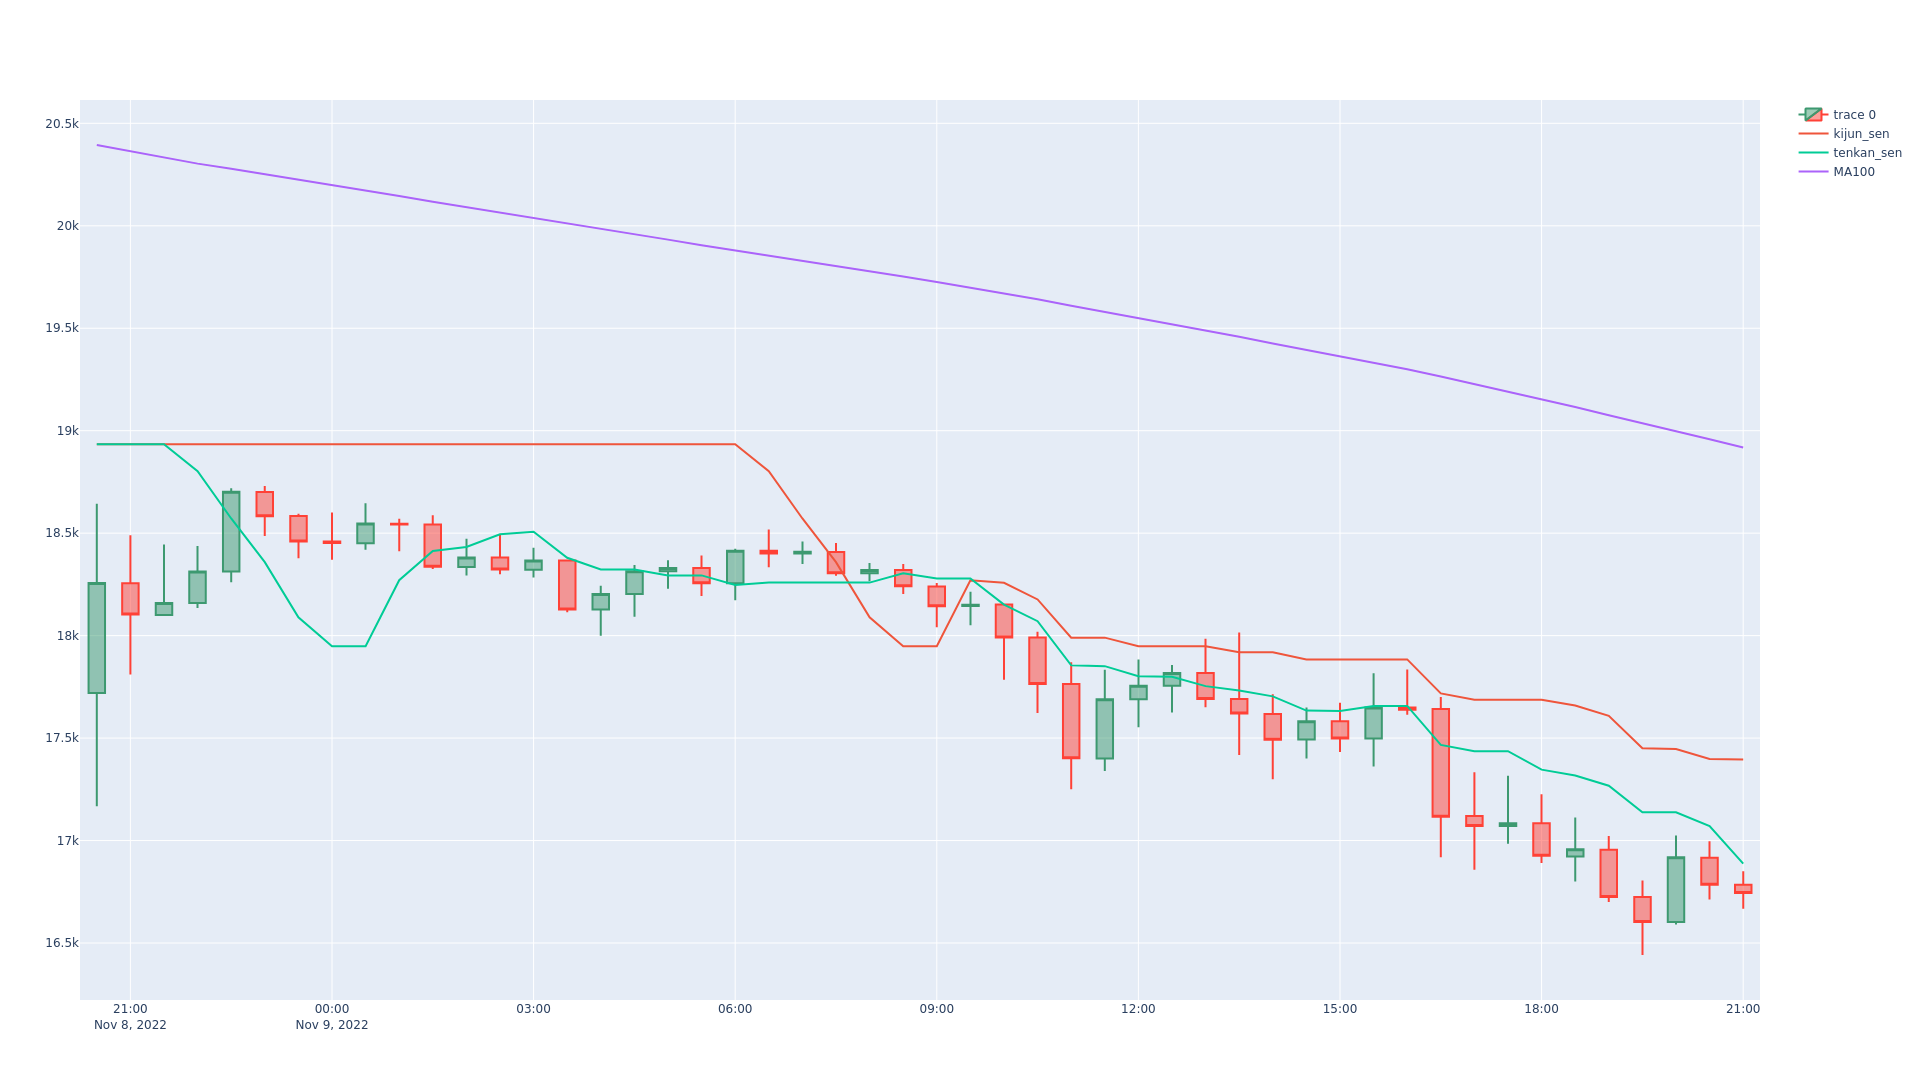 20.5k
20k
19.5k
19k
18.5k
18k
17.5k
17k
16.5k
21:00 00:00 03:00 06:00 09:00 12:00 15:00 18:00 21:00
Nov 8, 2022 Nov 9, 2022
trace 0
kijun_sen
tenkan_sen
MA100